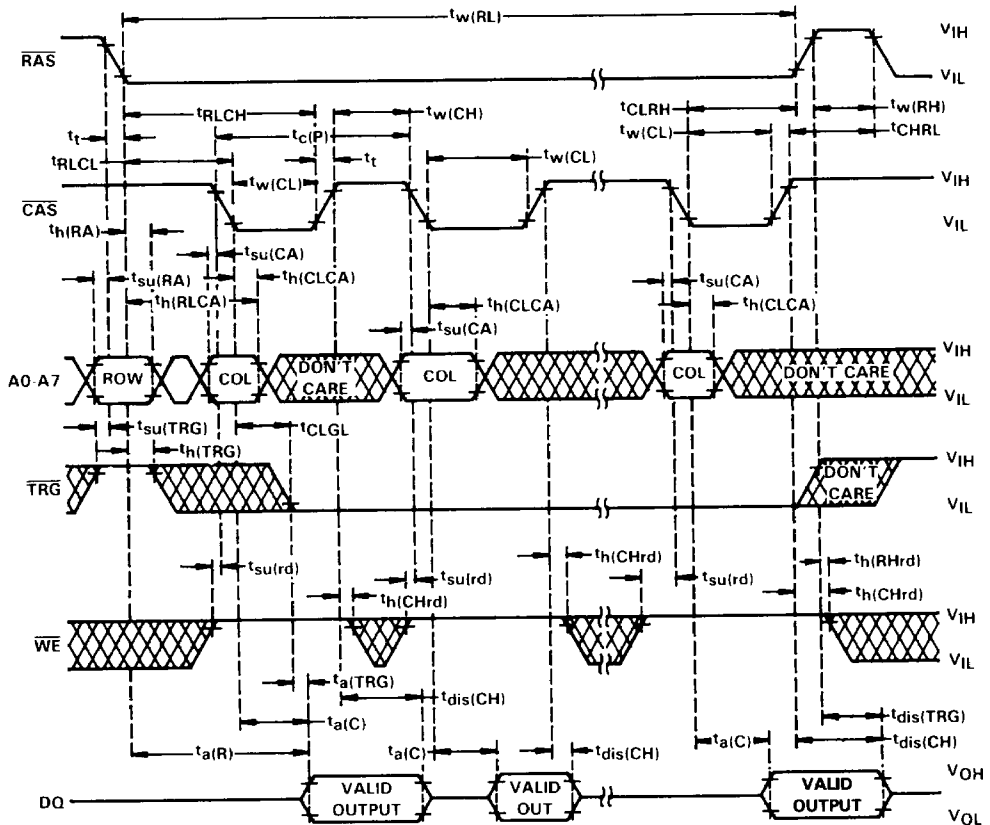 tw(RL)
RAS
VIH
VIL
tRLCH
tw(CH)
tCLRH
tw(RH)
tt
tc(P)
tw(CL)
tCHRL
tRLCL
tt
tw(CL)
tw(CL)
CAS
VIH
VIL
th(RA)
tsu(CA)
tsu(RA)
th(CLCA)
tsu(CA)
th(RLCA)
th(CLCA)
th(CLCA)
tsu(CA)
A0-A7
ROW
COL
DON'T CARE
COL
COL
DON'T CARE
VIH
VIL
tsu(TRG)
tCLGL
th(TRG)
TRG
DON'T CARE
VIH
VIL
tsu(rd)
tsu(rd)
th(CHrd)
th(CHrd)
tsu(rd)
th(RHrd)
th(CHrd)
WE
VIH
VIL
ta(TRG)
tdis(CH)
ta(C)
tdis(TRG)
ta(R)
ta(C)
tdis(CH)
ta(C)
tdis(CH)
DQ
VALID OUTPUT
VALID OUT
VALID OUTPUT
VOH
VOL